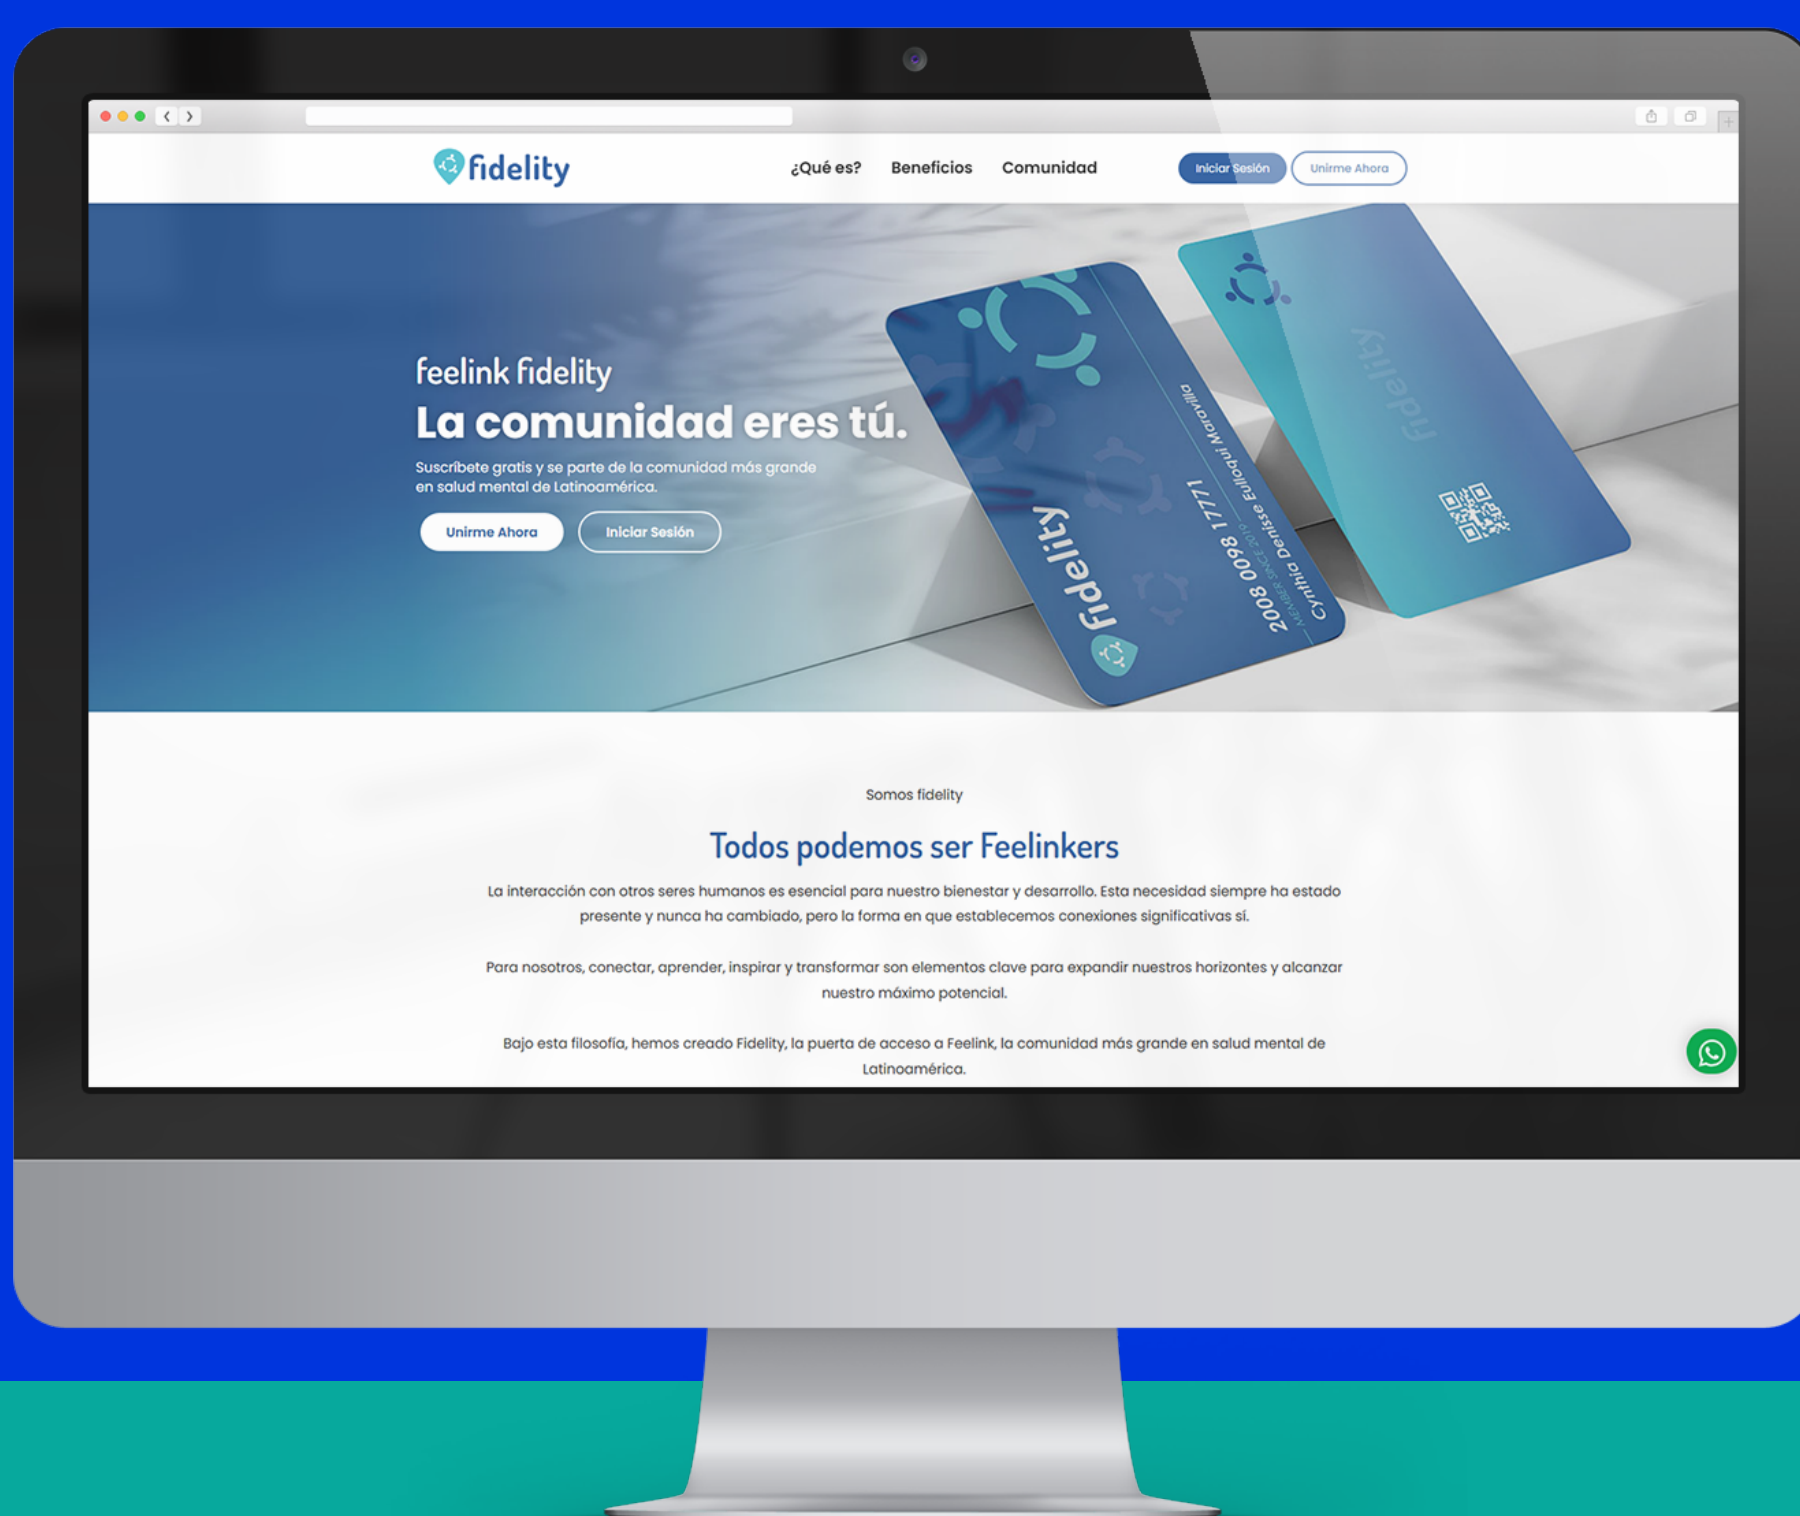 fidelity
¿Qué es?
Beneficios
Comunidad
Iniciar Sesión
Unirme Ahora
feelink fidelity
La comunidad eres tú.
Suscríbete gratis y se parte de la comunidad más grande
en salud mental de Latinoamérica.
Unirme Ahora
Iniciar Sesión
fidelity
2008 0098 17771
MEMBER SINCE 2019
Cynthia Denisse Eulloqui Maravilla
fidelity
Somos fidelity
Todos podemos ser Feelinkers
La interacción con otros seres humanos es esencial para nuestro bienestar y desarrollo. Esta necesidad siempre ha estado
presente y nunca ha cambiado, pero la forma en que establecemos conexiones significativas sí.
Para nosotros, conectar, aprender, inspirar y transformar son elementos clave para expandir nuestros horizontes y alcanzar
nuestro máximo potencial.
Bajo esta filosofía, hemos creado Fidelity, la puerta de acceso a Feelink, la comunidad más grande en salud mental de
Latinoamérica.